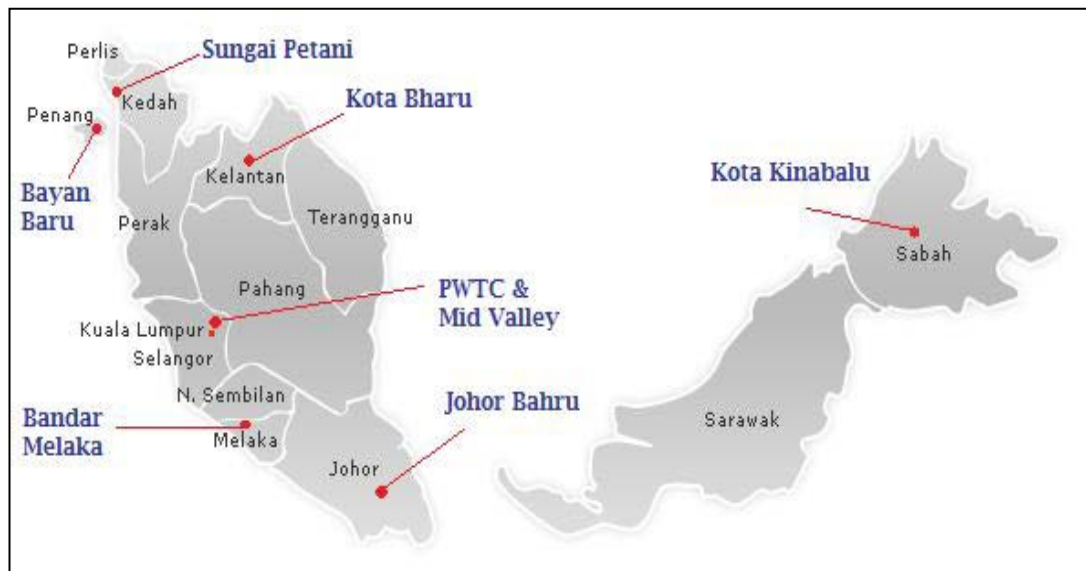 Perlis
Sungai Petani
Kedah
Penang
Kota Bharu
Bayan
Baru
Kelantan
Perak
Terangganu
Kota Kinabalu
Sabah
Pahang
PWTC &
Mid Valley
Kuala Lumpur
Selangor
N. Sembilan
Bandar
Melaka
Melaka
Johor Bahru
Johor
Sarawak